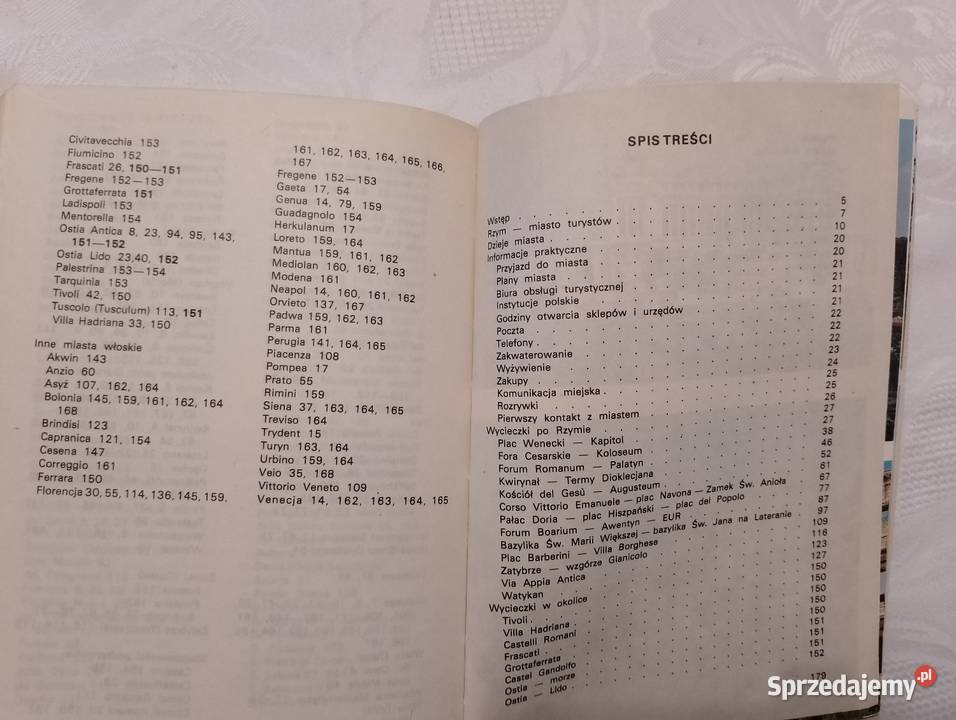 Civitavecchia 153
Fiumicino 152
Frascati 26, 150—151
Fregene 152—153
Grottaferrata 151
Ladispoli 153
Mentorella 154
Ostia Antica 8, 23, 94, 95, 143,
151—152
Ostia Lido 23,40, 152
Palestrina 153—154
Tarquinia 153
Tivoli 42, 150
Tuscolo (Tusculum) 113, 151
Villa Hadriana 33, 150
Inne miasta włoskie
Akwin 143
Anzio 60
Asyż 107, 162, 164
Bolonia 145, 159, 161, 162, 164
168
Brindisi 123
Capranica 121, 154
Cesena 147
Correggio 161
Ferrara 150
Florencja 30, 55, 114, 136, 145, 159,
161, 162, 163, 164, 165, 166,
167
Fregene 152—153
Gaeta 17, 54
Genua 14, 79, 159
Guadagnolo 154
Herkulanum 17
Loreto 159, 164
Mantua 159, 161, 162
Mediolan 160, 162, 163
Modena 161
Neapol 14, 160, 161, 162
Orvieto 137, 167
Padwa 159, 162, 163
Parma 161
Perugia 141, 164, 165
Piacenza 108
Pompea 17
Prato 55
Rimini 159
Siena 37, 163, 164, 165
Treviso 164
Trydent 15
Turyn 163, 164
Urbino 159, 164
Veio 35, 168
Vittorio Veneto 109
Venecja 14, 162, 163, 164, 165
SPIS TREŚCI
Wstęp 5
Rzym — miasto turystów 7
Dzieje miasta 10
Informacje praktyczne 20
Przyjazd do miasta 20
Plany miasta 21
Biura obsługi turystycznej 21
Instytucje polskie 21
Godziny otwarcia sklepów i urzędów 21
Poczta 22
Telefony 22
Zakwaterowanie 22
Wyżywienie 23
Zakupy 24
Komunikacja miejska 25
Rozrywki 25
Pierwszy kontakt z miastem 26
Wycieczki po Rzymie 27
Plac Wenecki — Kapitol 27
Fora Cesarskie — Koloseum 38
Forum Romanum — Palatyn 46
Kwirynał — Termy Dioklecjana 52
Kościół del Gesù — Augusteum 61
Corso Vittorio Emanuele — plac Navona — Zamek Św. Anioła 67
Pałac Doria — plac Hiszpański — plac del Popolo 77
Forum Boarium — Awentyn — EUR 87
Bazylika Św. Marii Większej — bazylika Św. Jana na Lateranie 97
Plac Barberini — Villa Borghese 109
Zatybrze — wzgórze Gianicolo 116
Via Appia Antica 123
Watykan 127
Wycieczki w okolice 150
Tivoli 150
Villa Hadriana 150
Castelli Romani 150
Frascati 151
Grottaferrata 151
Castel Gandolfo 151
Ostia — morze 152
Ostia — Lido 179
Sprzedajemy.pl